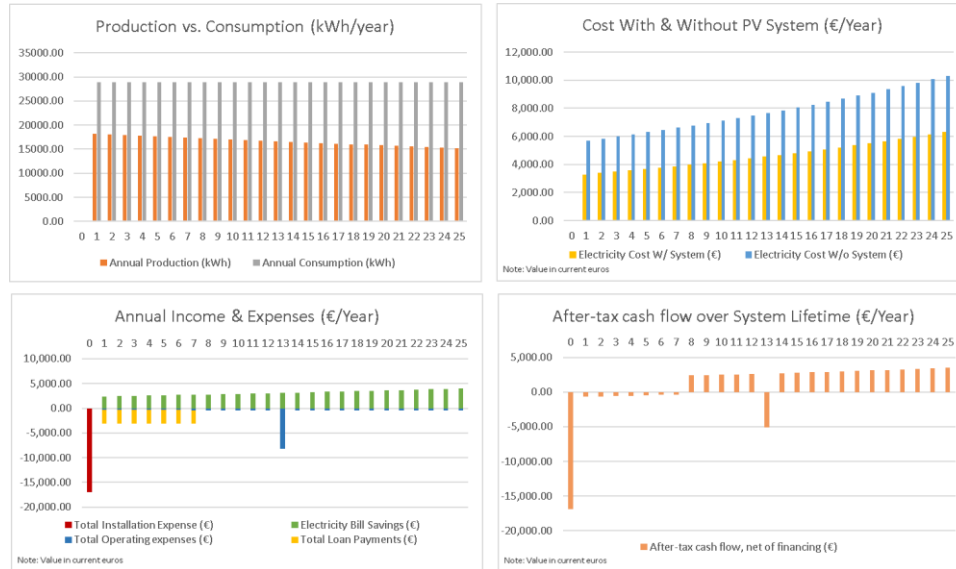 Production vs. Consumption (kWh/year)
35000.00
30000.00
25000.00
20000.00
15000.00
10000.00
5000.00
0.00
0 1 2 3 4 5 6 7 8 9 10 11 12 13 14 15 16 17 18 19 20 21 22 23 24 25
Annual Production (kWh) Annual Consumption (kWh)
Cost With & Without PV System (€/Year)
12,000.00
10,000.00
8,000.00
6,000.00
4,000.00
2,000.00
0.00
0 1 2 3 4 5 6 7 8 9 10 11 12 13 14 15 16 17 18 19 20 21 22 23 24 25
Electricity Cost W/ System (€) Electricity Cost W/o System (€)
Note: Value in current euros
Annual Income & Expenses (€/Year)
0 1 2 3 4 5 6 7 8 9 10 11 12 13 14 15 16 17 18 19 20 21 22 23 24 25
10,000.00
5,000.00
0.00
-5,000.00
-10,000.00
-15,000.00
-20,000.00
Total Installation Expense (€) Electricity Bill Savings (€)
Total Operating expenses (€) Total Loan Payments (€)
Note: Value in current euros
After-tax cash flow over System Lifetime (€/Year)
0 1 2 3 4 5 6 7 8 9 10 11 12 13 14 15 16 17 18 19 20 21 22 23 24 25
5,000.00
0.00
-5,000.00
-10,000.00
-15,000.00
-20,000.00
After-tax cash flow, net of financing (€)
Note: Value in current euros